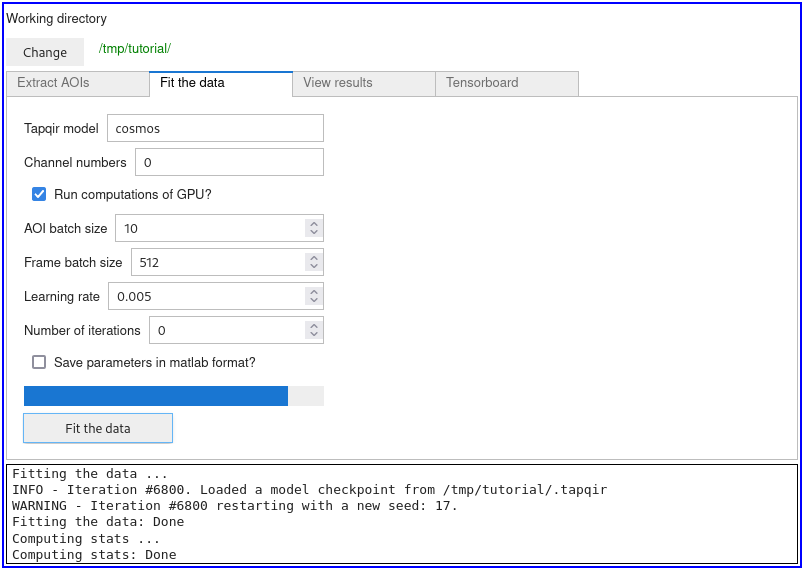 Working directory
Change /tmp/tutorial/
Extract AOIs Fit the data View results Tensorboard
Tapqir model cosmos
Channel numbers 0
Run computations of GPU?
AOI batch size 10
Frame batch size 512
Learning rate 0.005
Number of iterations 0
Save parameters in matlab format?
Fit the data
Fitting the data ...
INFO - Iteration #6800. Loaded a model checkpoint from /tmp/tutorial/.tapqir
WARNING - Iteration #6800 restarting with a new seed: 17.
Fitting the data: Done
Computing stats ...
Computing stats: Done